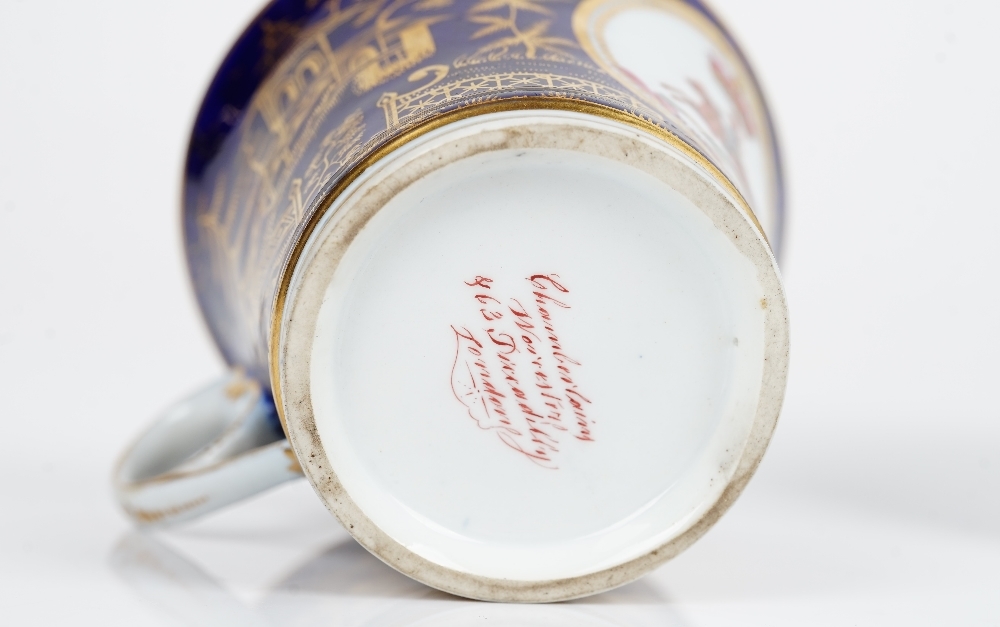 Chamberlains
Worcester
& 63 Piccadilly
London